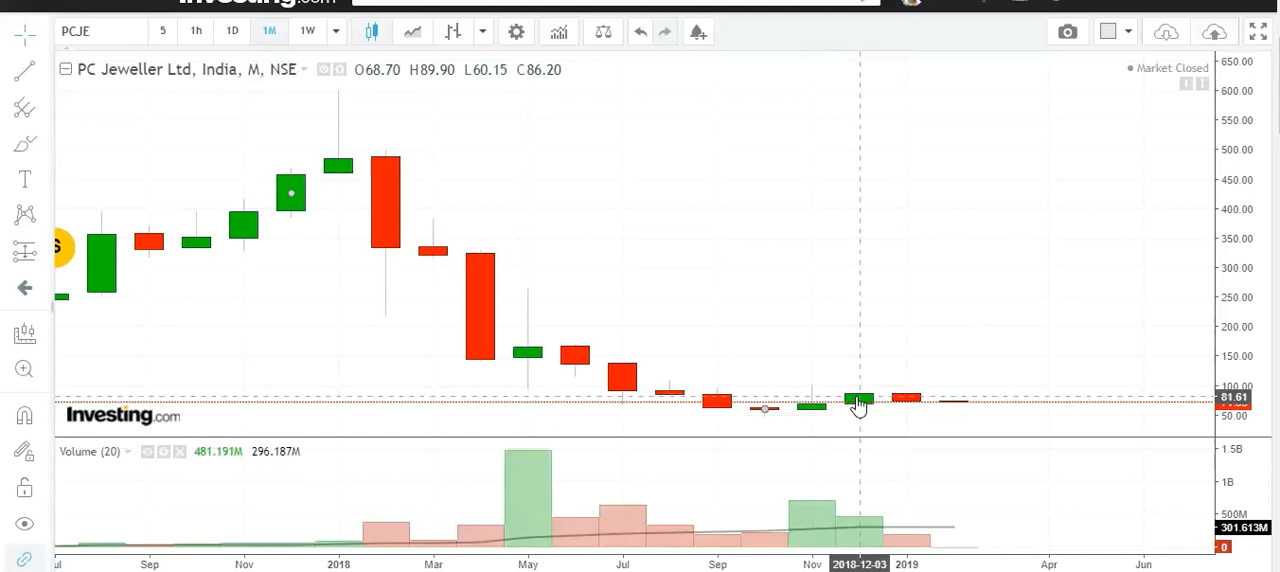 Investing.com
PCJE 5 1h 1D 1M 1W
PC Jeweller Ltd, India, M, NSE O68.70 H89.90 L60.15 C86.20
Market Closed
650.00
600.00
550.00
500.00
450.00
400.00
350.00
300.00
250.00
200.00
150.00
100.00
81.61
50.00
Investing.com
Volume (20) 481.191M 296.187M
1.5B
1B
500M
301.613M
0
Sep Nov 2018 Mar May Jul Sep Nov 2018-12-03 2019 Apr Jun